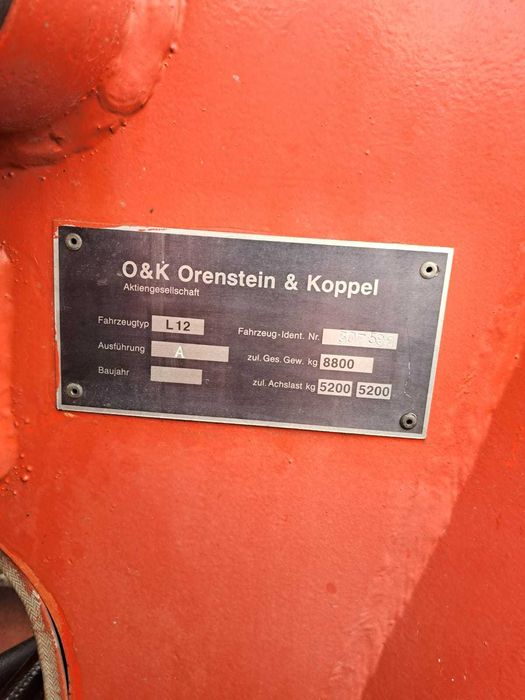 O&K Orenstein & Koppel
Aktiengesellschaft
Fahrzeugtyp L12
Ausführung A
Baujahr
Fahrzeug-Ident. Nr.
zul. Ges. Gew. kg 8800
zul. Achslast kg 5200 5200